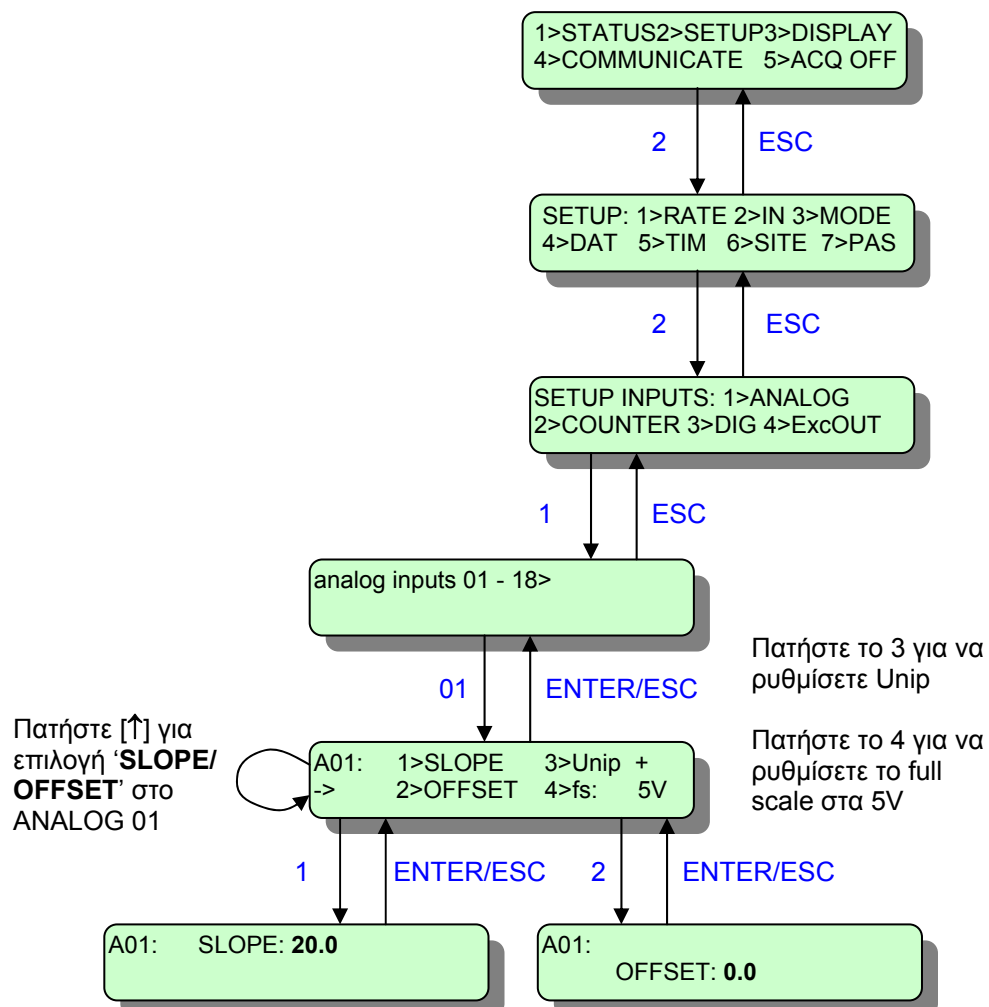 1>STATUS2>SETUP3>DISPLAY
4>COMMUNICATE 5>ACQ OFF
2 ESC
SETUP: 1>RATE 2>IN 3>MODE
4>DAT 5>TIM 6>SITE 7>PAS
2 ESC
SETUP INPUTS: 1>ANALOG
2>COUNTER 3>DIG 4>ExcOUT
1 ESC
analog inputs 01 - 18>
01 ENTER/ESC
Πατήστε το 3 για να
ρυθμίσετε Unip
Πατήστε το 4 για να
ρυθμίσετε το full
scale στα 5V
Πατήστε [↑] για
επιλογή ‘SLOPE/
OFFSET’ στο
ANALOG 01
A01: 1>SLOPE 3>Unip +
-> 2>OFFSET 4>fs: 5V
1 ENTER/ESC 2 ENTER/ESC
A01: SLOPE: 20.0
A01:
OFFSET: 0.0